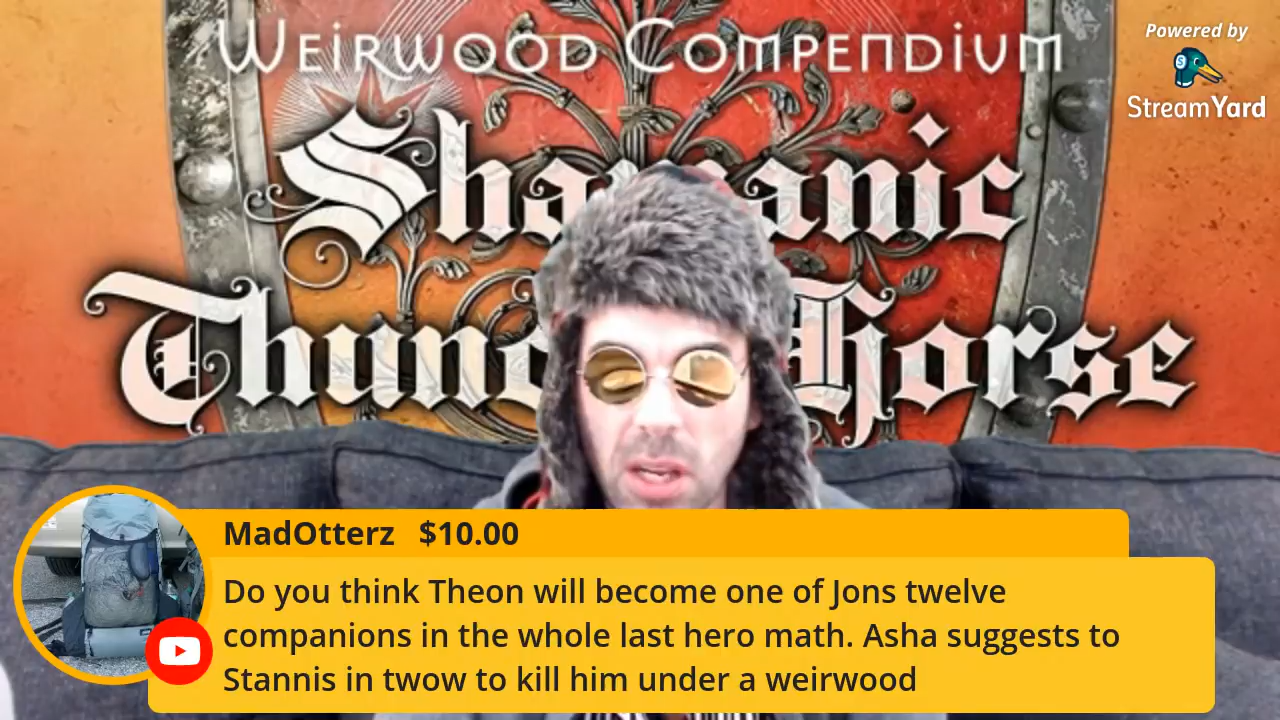 WEIRWOOD COMPENDIUM
Powered by
StreamYard
MadOtterz $10.00
Do you think Theon will become one of Jons twelve
companions in the whole last hero math. Asha suggests to
Stannis in twow to kill him under a weirwood